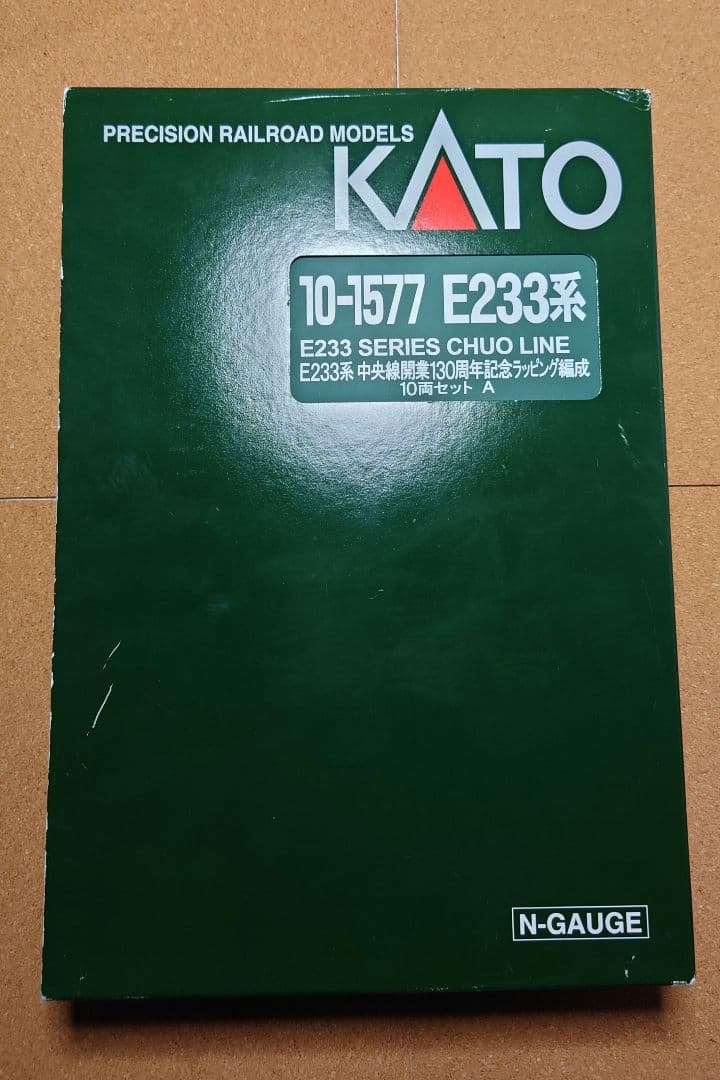 PRECISION RAILROAD MODELS
KATO
10-1577 E233系
E233 SERIES CHUO LINE
E233系 中央線開業130周年記念ラッピング編成
10両セット A
N-GAUGE